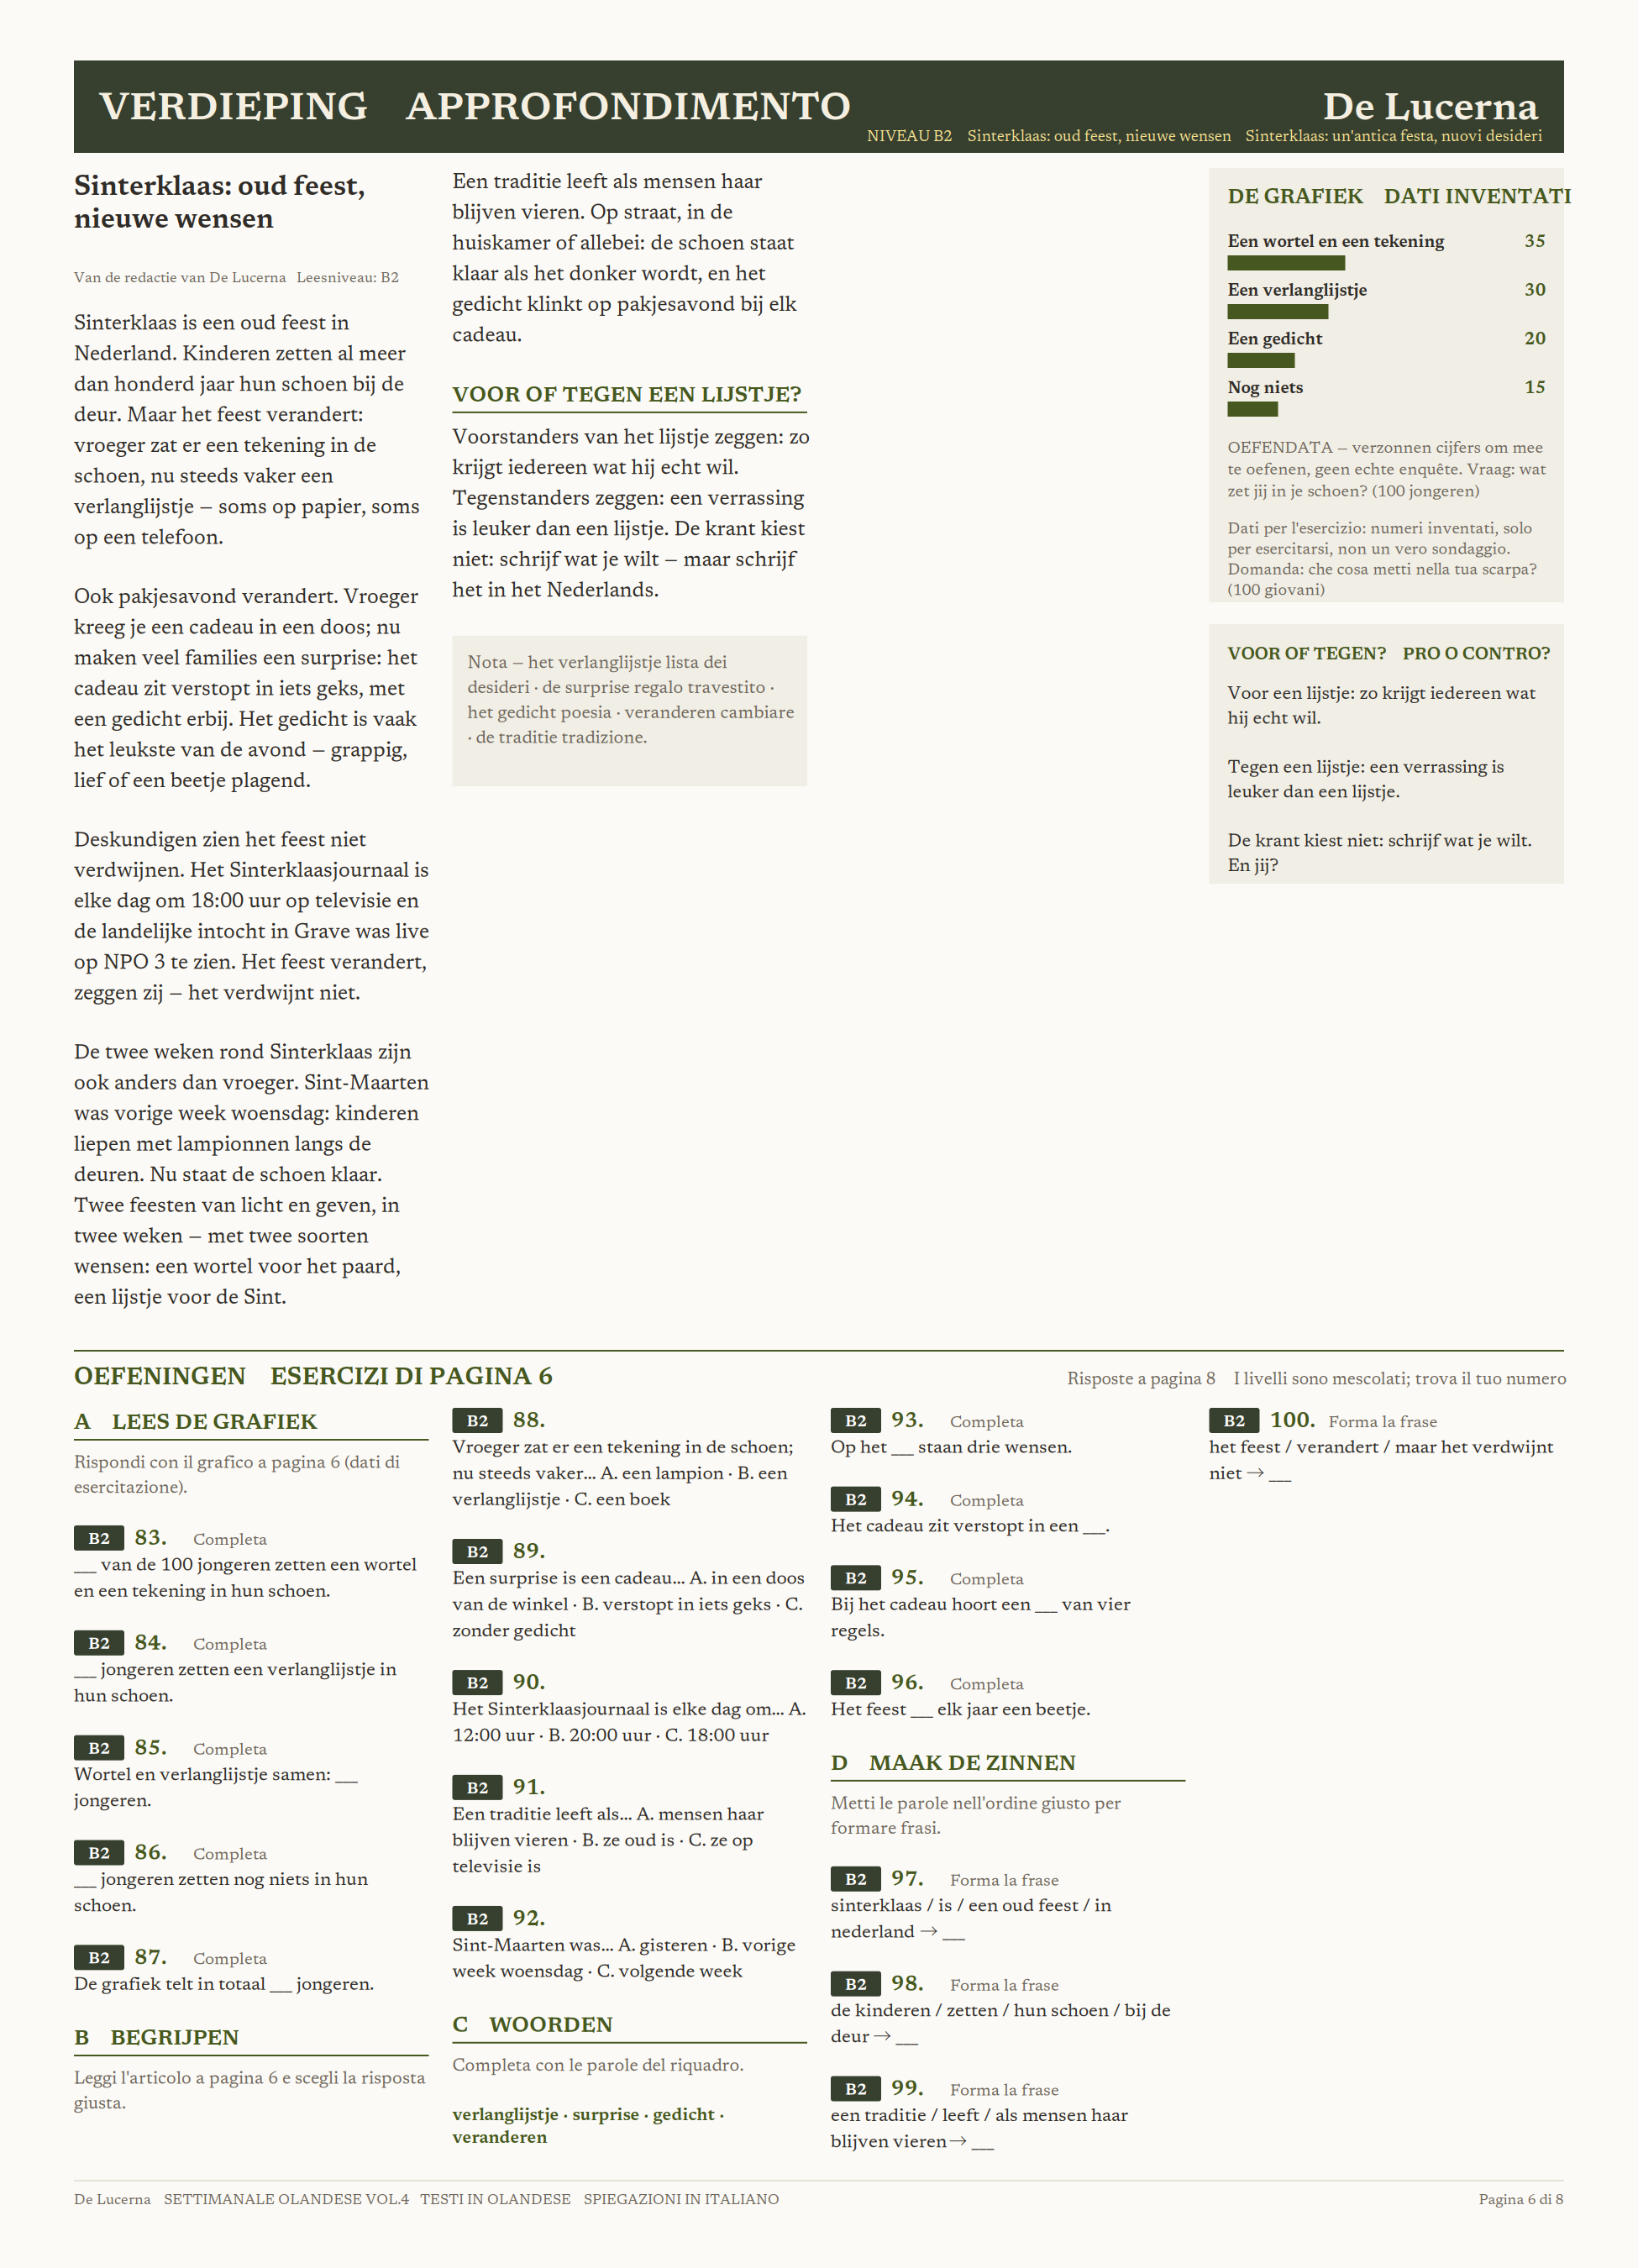 VERDIEPING APPROFONDIMENTO
De Lucerna
NIVEAU B2 Sinterklaas: oud feest, nieuwe wensen Sinterklaas: un'antica festa, nuovi desideri
Sinterklaas: oud feest,
nieuwe wensen
Van de redactie van De Lucerna Leesniveau: B2
Sinterklaas is een oud feest in
Nederland. Kinderen zetten al meer
dan honderd jaar hun schoen bij de
deur. Maar het feest verandert:
vroeger zat er een tekening in de
schoen, nu steeds vaker een
verlanglijstje — soms op papier, soms
op een telefoon.
Ook pakjesavond verandert. Vroeger
kreeg je een cadeau in een doos; nu
maken veel families een surprise: het
cadeau zit verstopt in iets geks, met
een gedicht erbij. Het gedicht is vaak
het leukste van de avond — grappig,
lief of een beetje plagend.
Deskundigen zien het feest niet
verdwijnen. Het Sinterklaasjournaal is
elke dag om 18:00 uur op televisie en
de landelijke intocht in Grave was live
op NPO 3 te zien. Het feest verandert,
zeggen zij — het verdwijnt niet.
De twee weken rond Sinterklaas zijn
ook anders dan vroeger. Sint-Maarten
was vorige week woensdag: kinderen
liepen met lampionnen langs de
deuren. Nu staat de schoen klaar.
Twee feesten van licht en geven, in
twee weken — met twee soorten
wensen: een wortel voor het paard,
een lijstje voor de Sint.
Een traditie leeft als mensen haar
blijven vieren. Op straat, in de
huiskamer of allebei: de schoen staat
klaar als het donker wordt, en het
gedicht klinkt op pakjesavond bij elk
cadeau.
VOOR OF TEGEN EEN LIJSTJE?
Voorstanders van het lijstje zeggen: zo
krijgt iedereen wat hij echt wil.
Tegenstanders zeggen: een verrassing
is leuker dan een lijstje. De krant kiest
niet: schrijf wat je wilt — maar schrijf
het in het Nederlands.
Nota — het verlanglijstje lista dei
desideri · de surprise regalo travestito ·
het gedicht poesia · veranderen cambiare
· de traditie tradizione.
DE GRAFIEK DATI INVENTATI
Een wortel en een tekening 35
Een verlanglijstje 30
Een gedicht 20
Nog niets 15
OEFENDATA — verzonnen cijfers om mee
te oefenen, geen echte enquête. Vraag: wat
zet jij in je schoen? (100 jongeren)
Dati per l'esercizio: numeri inventati, solo
per esercitarsi, non un vero sondaggio.
Domanda: che cosa metti nella tua scarpa?
(100 giovani)
VOOR OF TEGEN? PRO O CONTRO?
Voor een lijstje: zo krijgt iedereen wat
hij echt wil.
Tegen een lijstje: een verrassing is
leuker dan een lijstje.
De krant kiest niet: schrijf wat je wilt.
En jij?
OEFENINGEN ESERCIZI DI PAGINA 6
Risposte a pagina 8 I livelli sono mescolati; trova il tuo numero
A LEES DE GRAFIEK
Rispondi con il grafico a pagina 6 (dati di
esercitazione).
B2 83. Completa
___ van de 100 jongeren zetten een wortel
en een tekening in hun schoen.
B2 84. Completa
___ jongeren zetten een verlanglijstje in
hun schoen.
B2 85. Completa
Wortel en verlanglijstje samen: ___
jongeren.
B2 86. Completa
___ jongeren zetten nog niets in hun
schoen.
B2 87. Completa
De grafiek telt in totaal ___ jongeren.
B BEGRIJPEN
Leggi l'articolo a pagina 6 e scegli la risposta
giusta.
B2 88.
Vroeger zat er een tekening in de schoen;
nu steeds vaker… A. een lampion · B. een
verlanglijstje · C. een boek
B2 89.
Een surprise is een cadeau… A. in een doos
van de winkel · B. verstopt in iets geks · C.
zonder gedicht
B2 90.
Het Sinterklaasjournaal is elke dag om… A.
12:00 uur · B. 20:00 uur · C. 18:00 uur
B2 91.
Een traditie leeft als… A. mensen haar
blijven vieren · B. ze oud is · C. ze op
televisie is
B2 92.
Sint-Maarten was… A. gisteren · B. vorige
week woensdag · C. volgende week
C WOORDEN
Completa con le parole del riquadro.
verlanglijstje · surprise · gedicht ·
veranderen
B2 93. Completa
Op het ___ staan drie wensen.
B2 94. Completa
Het cadeau zit verstopt in een ___.
B2 95. Completa
Bij het cadeau hoort een ___ van vier
regels.
B2 96. Completa
Het feest ___ elk jaar een beetje.
D MAAK DE ZINNEN
Metti le parole nell'ordine giusto per
formare frasi.
B2 97. Forma la frase
sinterklaas / is / een oud feest / in
nederland → ___
B2 98. Forma la frase
de kinderen / zetten / hun schoen / bij de
deur → ___
B2 99. Forma la frase
een traditie / leeft / als mensen haar
blijven vieren → ___
B2 100. Forma la frase
het feest / verandert / maar het verdwijnt
niet → ___
De Lucerna SETTIMANALE OLANDESE VOL.4 TESTI IN OLANDESE SPIEGAZIONI IN ITALIANO
Pagina 6 di 8